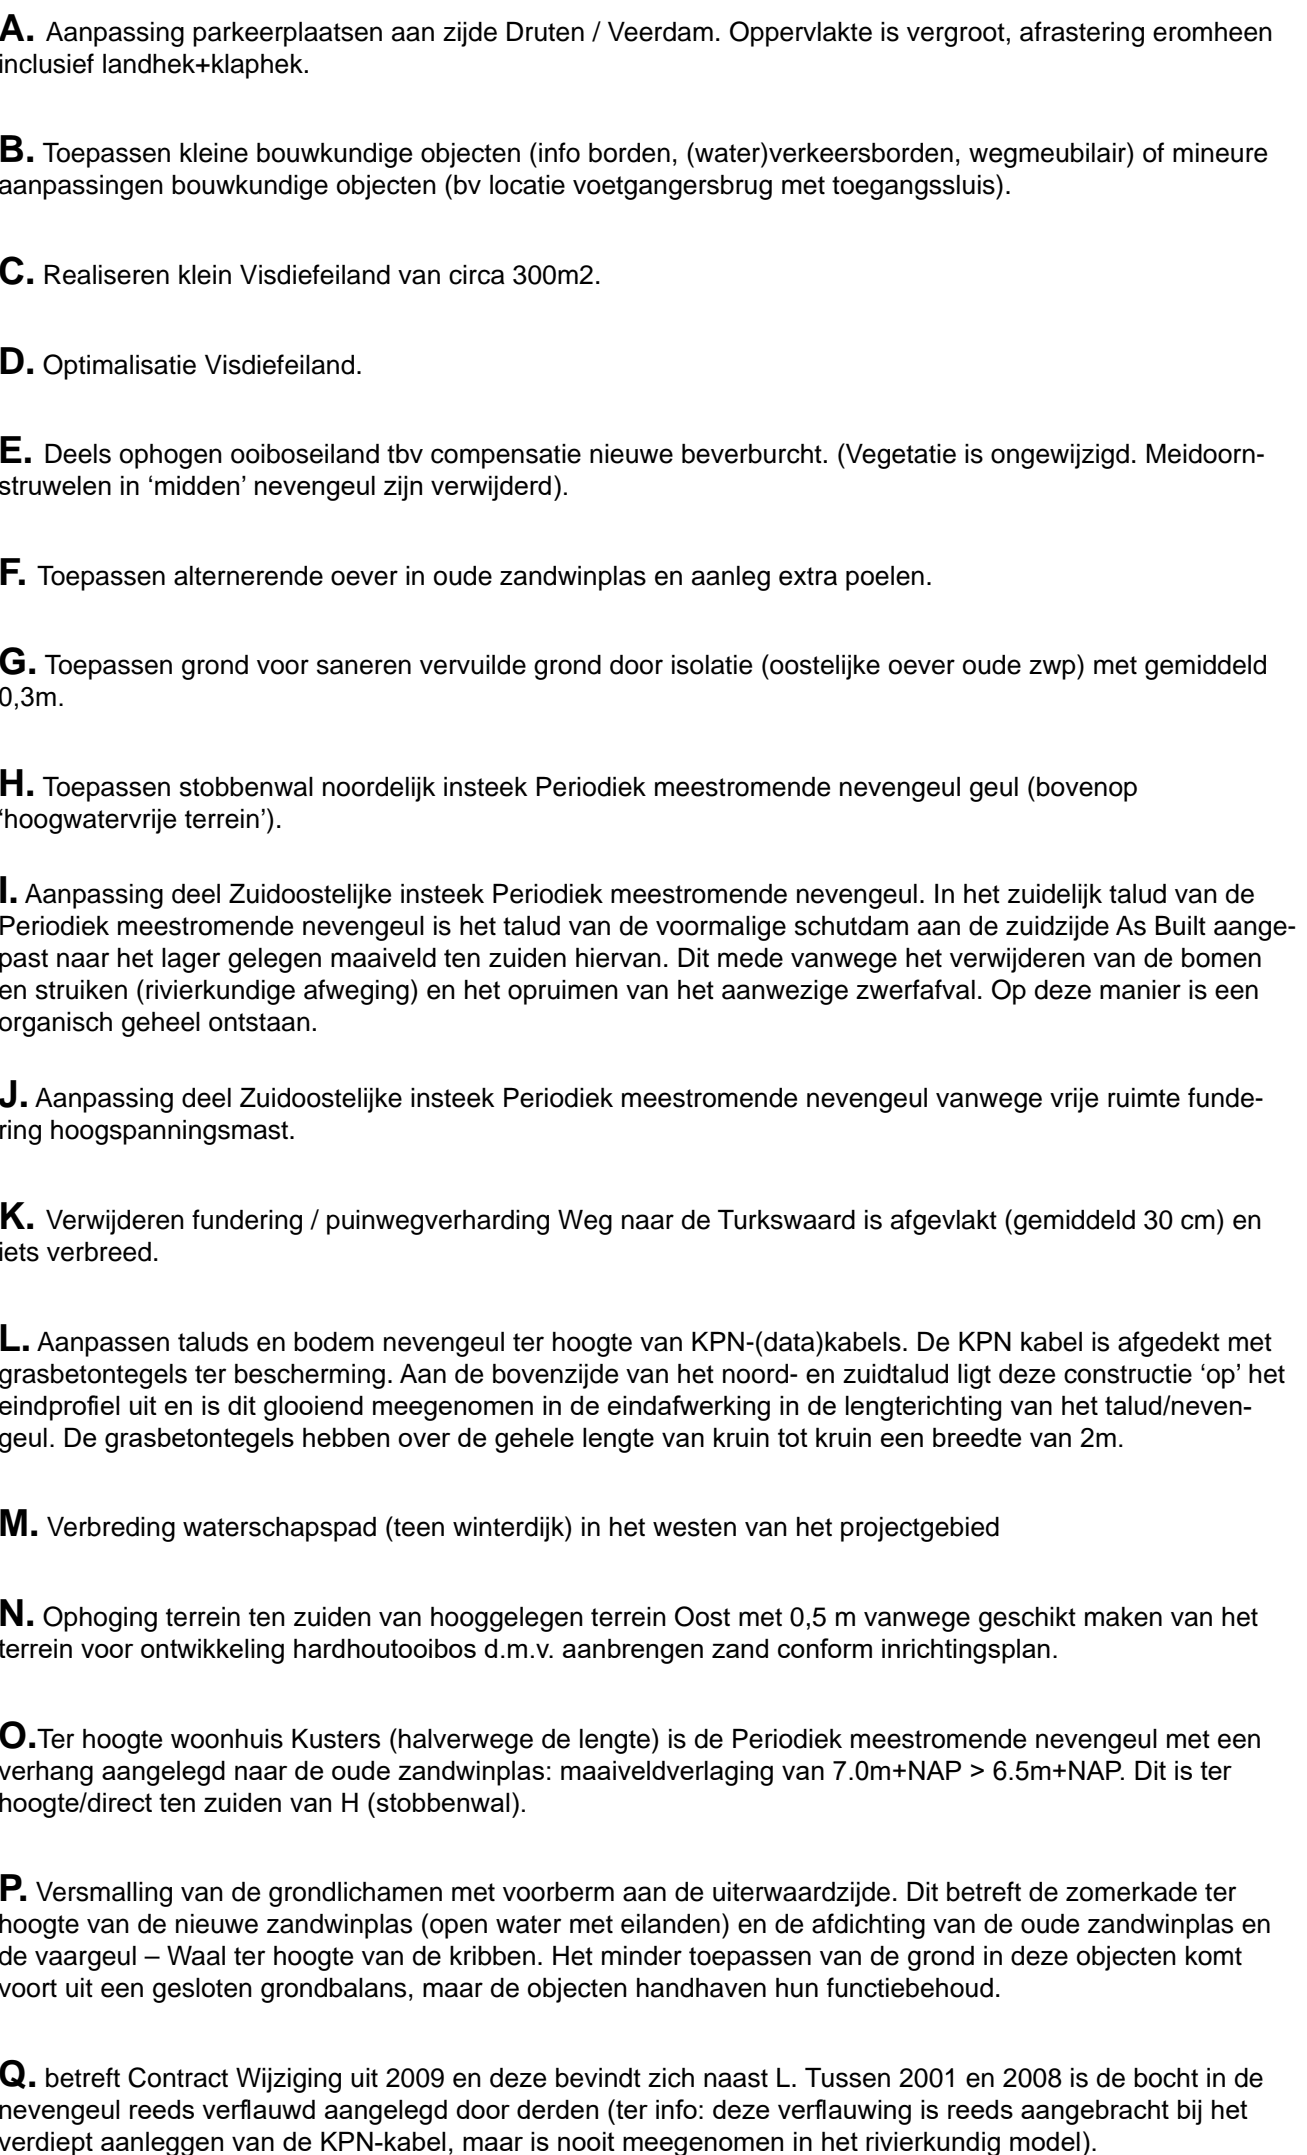 A. Aanpassing parkeerplaatsen aan zijde Druten / Veerdam. Oppervlakte is vergroot, afrastering eromheen
inclusief landhek+klaphek.
B. Toepassen kleine bouwkundige objecten (info borden, (water)verkeersborden, wegmeubilair) of mineure
aanpassingen bouwkundige objecten (bv locatie voetgangersbrug met toegangssluis).
C. Realiseren klein Visdiefeiland van circa 300m2.
D. Optimalisatie Visdiefeiland.
E. Deels ophogen ooiboseiland tbv compensatie nieuwe beverburcht. (Vegetatie is ongewijzigd. Meidoorn-
struwelen in ‘midden’ nevengeul zijn verwijderd).
F. Toepassen alternerende oever in oude zandwinplas en aanleg extra poelen.
G. Toepassen grond voor saneren vervuilde grond door isolatie (oostelijke oever oude zwp) met gemiddeld
0,3m.
H. Toepassen stobbenwal noordelijk insteek Periodiek meestromende nevengeul geul (bovenop
‘hoogwatervrije terrein’).
I. Aanpassing deel Zuidoostelijke insteek Periodiek meestromende nevengeul. In het zuidelijk talud van de
Periodiek meestromende nevengeul is het talud van de voormalige schutdam aan de zuidzijde As Built aange-
past naar het lager gelegen maaiveld ten zuiden hiervan. Dit mede vanwege het verwijderen van de bomen
en struiken (rivierkundige afweging) en het opruimen van het aanwezige zwerfafval. Op deze manier is een
organisch geheel ontstaan.
J. Aanpassing deel Zuidoostelijke insteek Periodiek meestromende nevengeul vanwege vrije ruimte funde-
ring hoogspanningsmast.
K. Verwijderen fundering / puinwegverharding Weg naar de Turkswaard is afgevlakt (gemiddeld 30 cm) en
iets verbreed.
L. Aanpassen taluds en bodem nevengeul ter hoogte van KPN-(data)kabels. De KPN kabel is afgedekt met
grasbetontegels ter bescherming. Aan de bovenzijde van het noord- en zuidtalud ligt deze constructie ‘op’ het
eindprofiel uit en is dit glooiend meegenomen in de eindafwerking in de lengterichting van het talud/neven-
geul. De grasbetontegels hebben over de gehele lengte van kruin tot kruin een breedte van 2m.
M. Verbreding waterschapspad (teen winterdijk) in het westen van het projectgebied
N. Ophoging terrein ten zuiden van hooggelegen terrein Oost met 0,5 m vanwege geschikt maken van het
terrein voor ontwikkeling hardhoutooibos d.m.v. aanbrengen zand conform inrichtingsplan.
O.Ter hoogte woonhuis Kusters (halverwege de lengte) is de Periodiek meestromende nevengeul met een
verhang aangelegd naar de oude zandwinplas: maaiveldverlaging van 7.0m+NAP > 6.5m+NAP. Dit is ter
hoogte/direct ten zuiden van H (stobbenwal).
P. Versmalling van de grondlichamen met voorberm aan de uiterwaardzijde. Dit betreft de zomerkade ter
hoogte van de nieuwe zandwinplas (open water met eilanden) en de afdichting van de oude zandwinplas en
de vaargeul – Waal ter hoogte van de kribben. Het minder toepassen van de grond in deze objecten komt
voort uit een gesloten grondbalans, maar de objecten handhaven hun functiebehoud.
Q. betreft Contract Wijziging uit 2009 en deze bevindt zich naast L. Tussen 2001 en 2008 is de bocht in de
nevengeul reeds verflauwd aangelegd door derden (ter info: deze verflauwing is reeds aangebracht bij het
verdiept aanleggen van de KPN-kabel, maar is nooit meegenomen in het rivierkundig model).